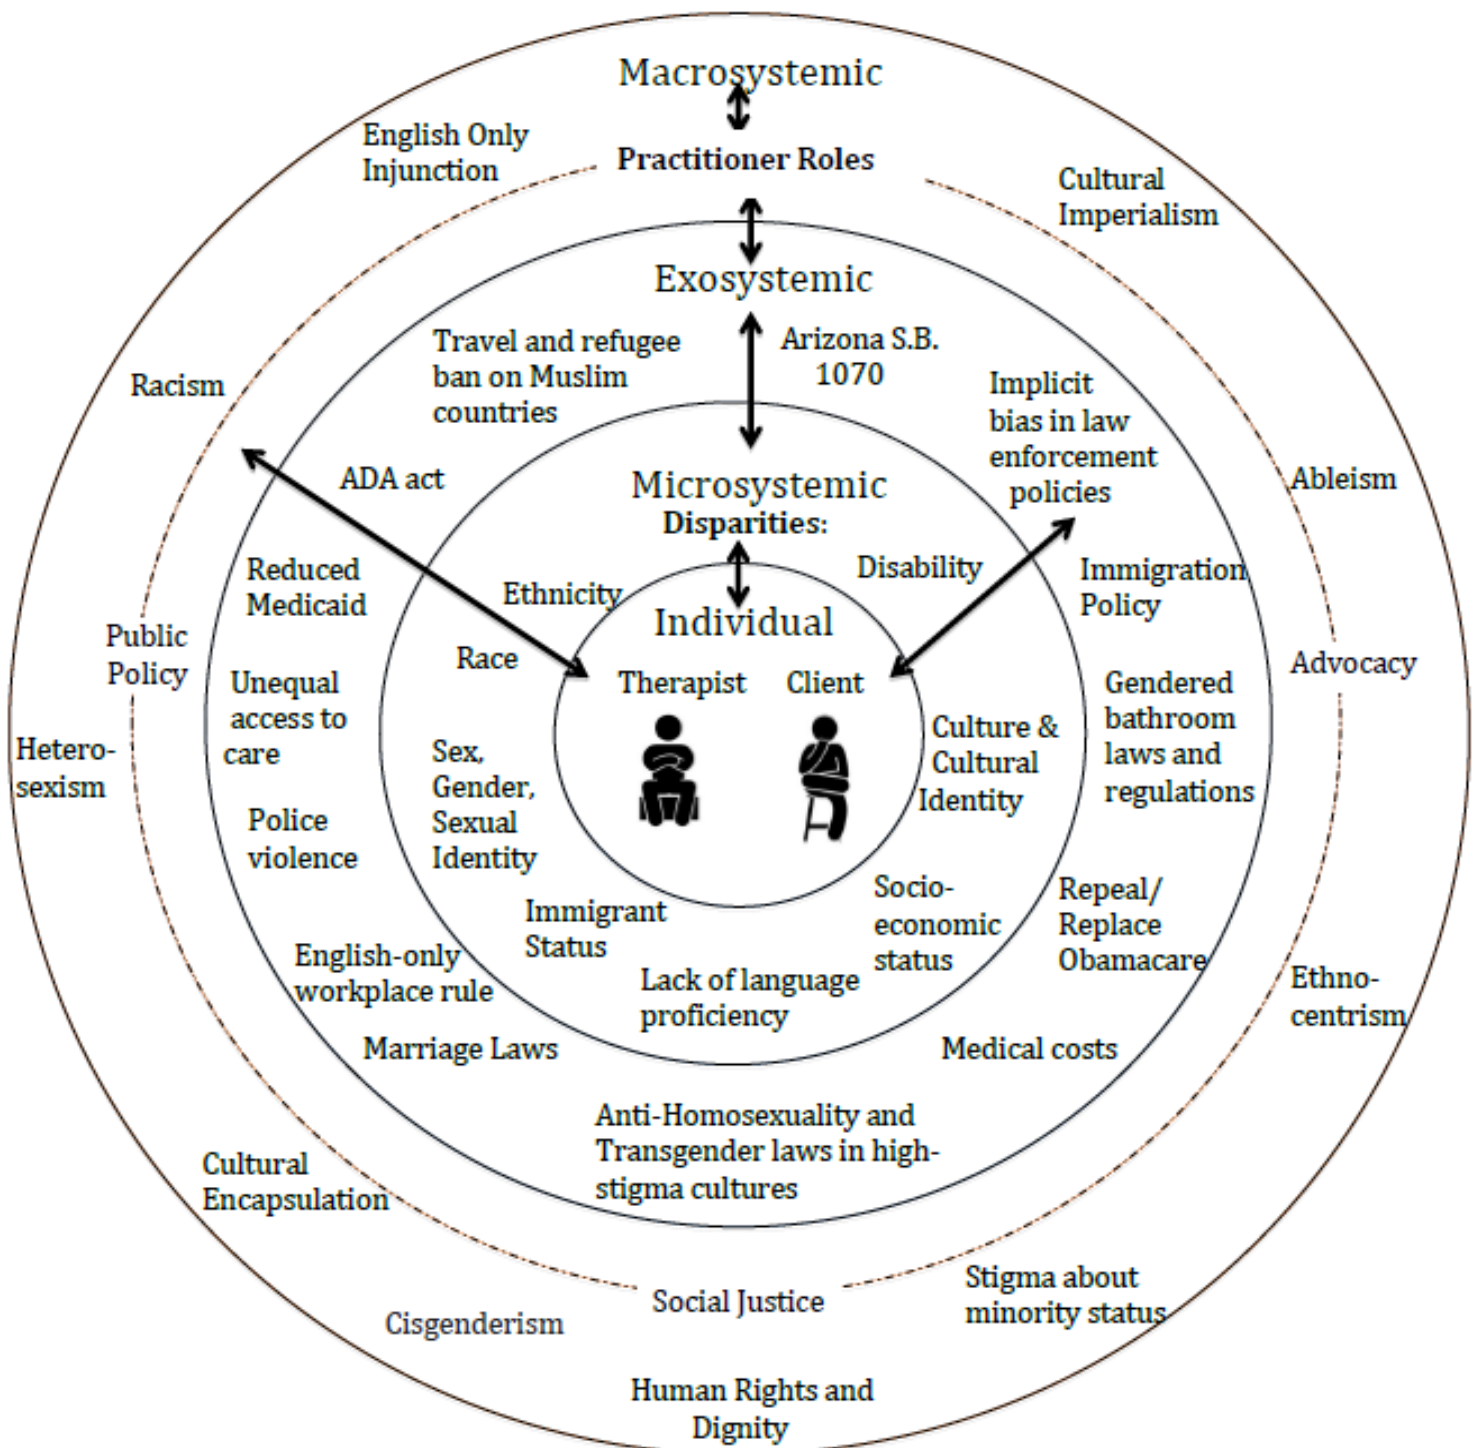 Macrosystemic
English Only
Injunction
Practitioner Roles
Cultural
Imperialism
Exosystemic
Travel and refugee
ban on Muslim
countries
Arizona S.B.
1070
Implicit
bias in law
enforcement
policies
Racism
ADA act
Ableism
Microsystemic
Disparities:
Reduced
Medicaid
Ethnicity
Disability
Immigration
Policy
Individual
Public
Policy
Race
Therapist
Client
Advocacy
Unequal
access to
care
Gendered
bathroom
laws and
regulations
Hetero-
sexism
Sex,
Gender,
Sexual
Identity
Culture &
Cultural
Identity
Police
violence
Immigrant
Status
Socio-
economic
status
Repeal/
Replace
Obamacare
English-only
workplace rule
Lack of language
proficiency
Ethno-
centrism
Marriage Laws
Medical costs
Anti-Homosexuality and
Transgender laws in high-
stigma cultures
Cultural
Encapsulation
Social Justice
Stigma about
minority status
Cisgenderism
Human Rights and
Dignity